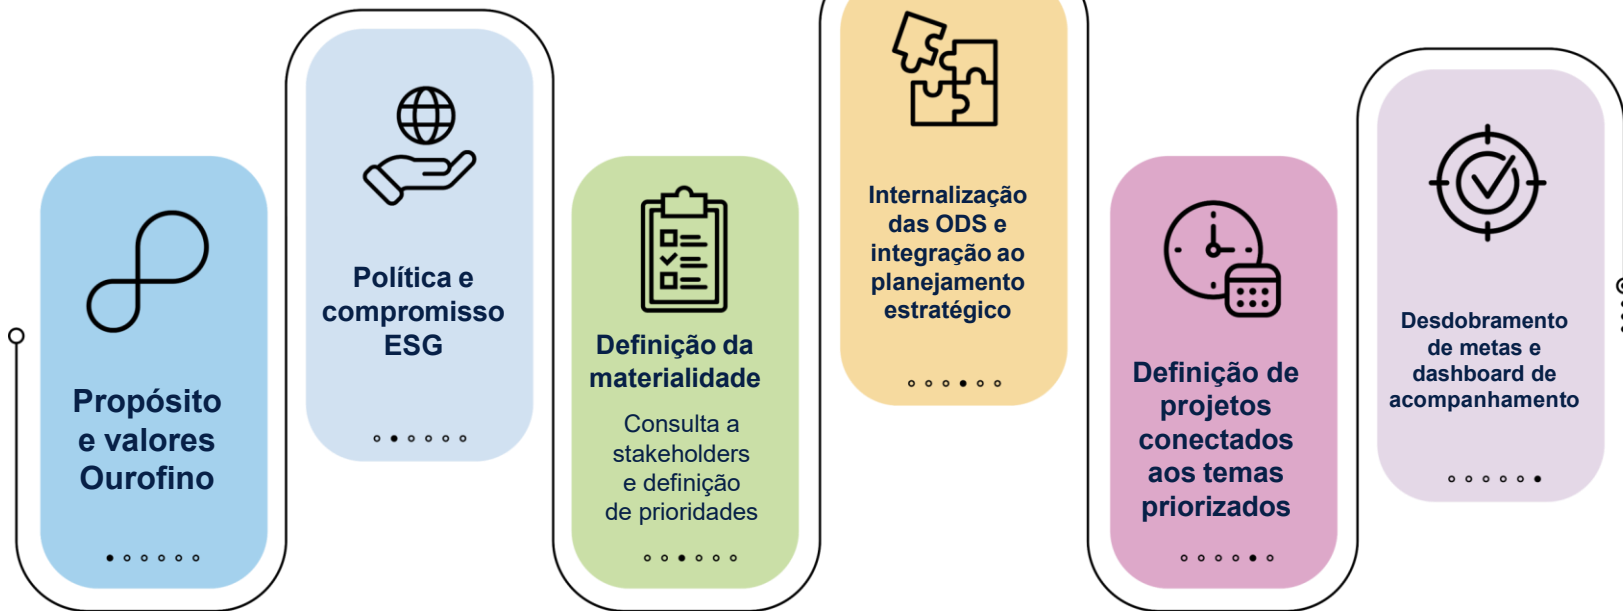 Propósito
e valores
Ourofino
Política e
compromisso
ESG
Definição da
materialidade
Consulta a
stakeholders
e definição
de prioridades
Internalização
das ODS e
integração ao
planejamento
estratégico
Definição de
projetos
conectados
aos temas
priorizados
Desdobramento
de metas e
dashboard de
acompanhamento